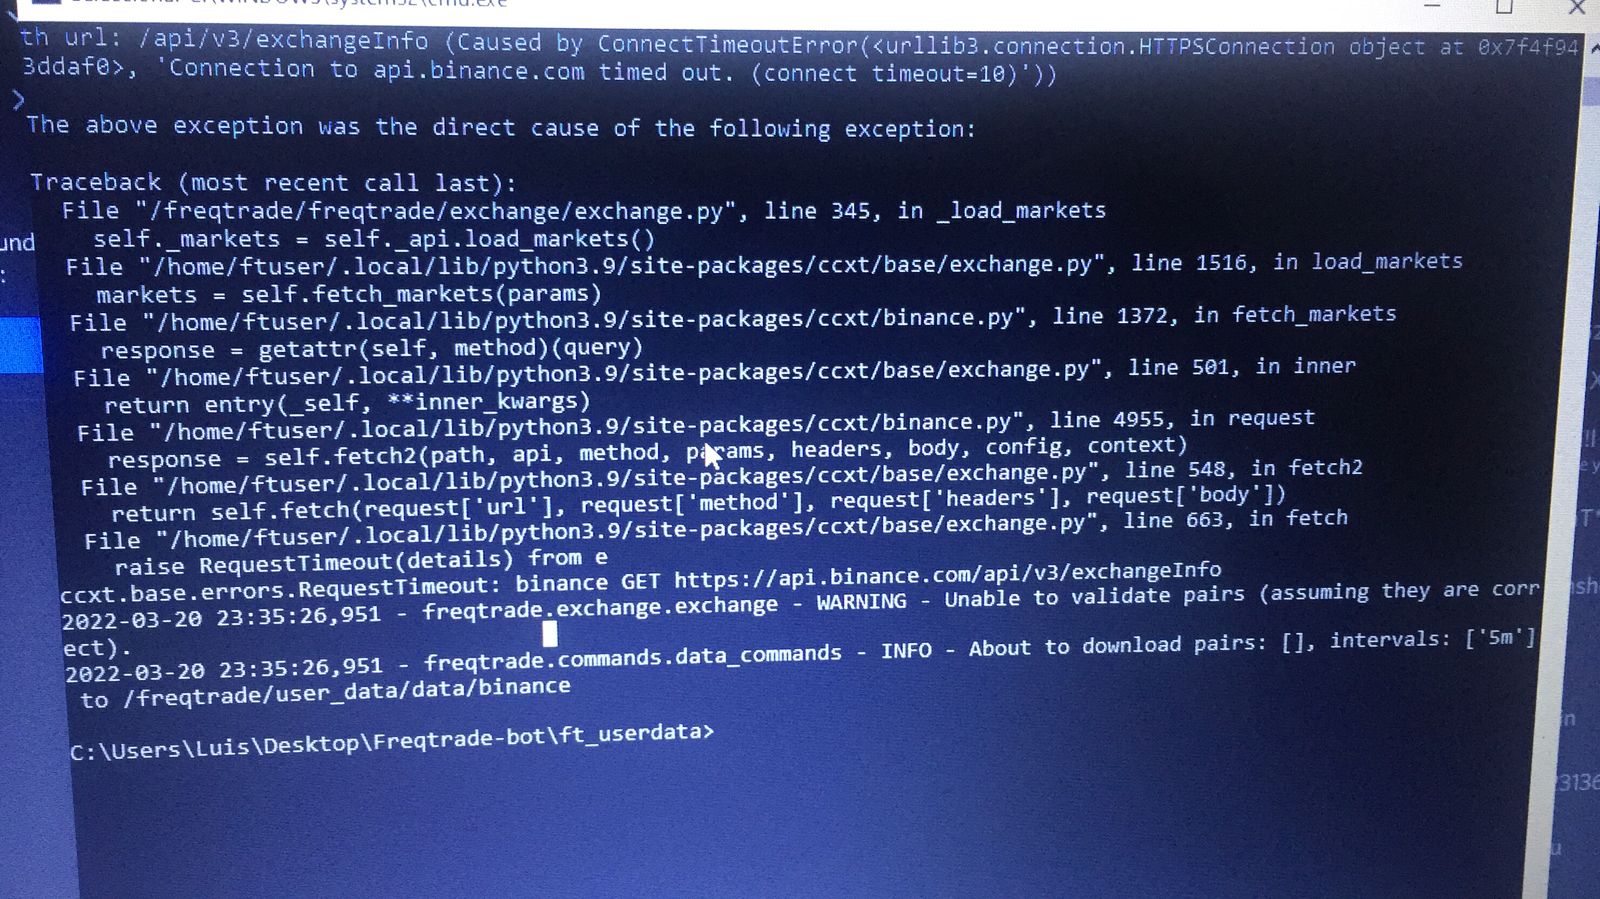 th url: /api/v3/exchangeInfo (Caused by ConnectTimeoutError(<urllib3.connection.HTTPSConnection object at 0x7f4f94
3ddaf0>, 'Connection to api.binance.com timed out. (connect timeout=10)'))
The above exception was the direct cause of the following exception:
Traceback (most recent call last):
File "/freqtrade/freqtrade/exchange/exchange.py", line 345, in _load_markets
self._markets = self._api.load_markets()
File "/home/ftuser/.local/lib/python3.9/site-packages/ccxt/base/exchange.py", line 1516, in load_markets
markets = self.fetch_markets(params)
File "/home/ftuser/.local/lib/python3.9/site-packages/ccxt/binance.py", line 1372, in fetch_markets
response = getattr(self, method)(query)
File "/home/ftuser/.local/lib/python3.9/site-packages/ccxt/base/exchange.py", line 501, in inner
return entry(_self, **inner_kwargs)
File "/home/ftuser/.local/lib/python3.9/site-packages/ccxt/binance.py", line 4955, in request
response = self.fetch2(path, api, method, params, headers, body, config, context)
File "/home/ftuser/.local/lib/python3.9/site-packages/ccxt/base/exchange.py", line 548, in fetch2
return self.fetch(request['url'], request['method'], request['headers'], request['body'])
File "/home/ftuser/.local/lib/python3.9/site-packages/ccxt/base/exchange.py", line 663, in fetch
raise RequestTimeout(details) from e
ccxt.base.errors.RequestTimeout: binance GET https://api.binance.com/api/v3/exchangeInfo
2022-03-20 23:35:26,951 - freqtrade.exchange.exchange - WARNING - Unable to validate pairs (assuming they are corr
ect).
2022-03-20 23:35:26,951 - freqtrade.commands.data_commands - INFO - About to download pairs: [], intervals: ['5m']
to /freqtrade/user_data/data/binance
C:\Users\Luis\Desktop\Freqtrade-bot\ft_userdata>